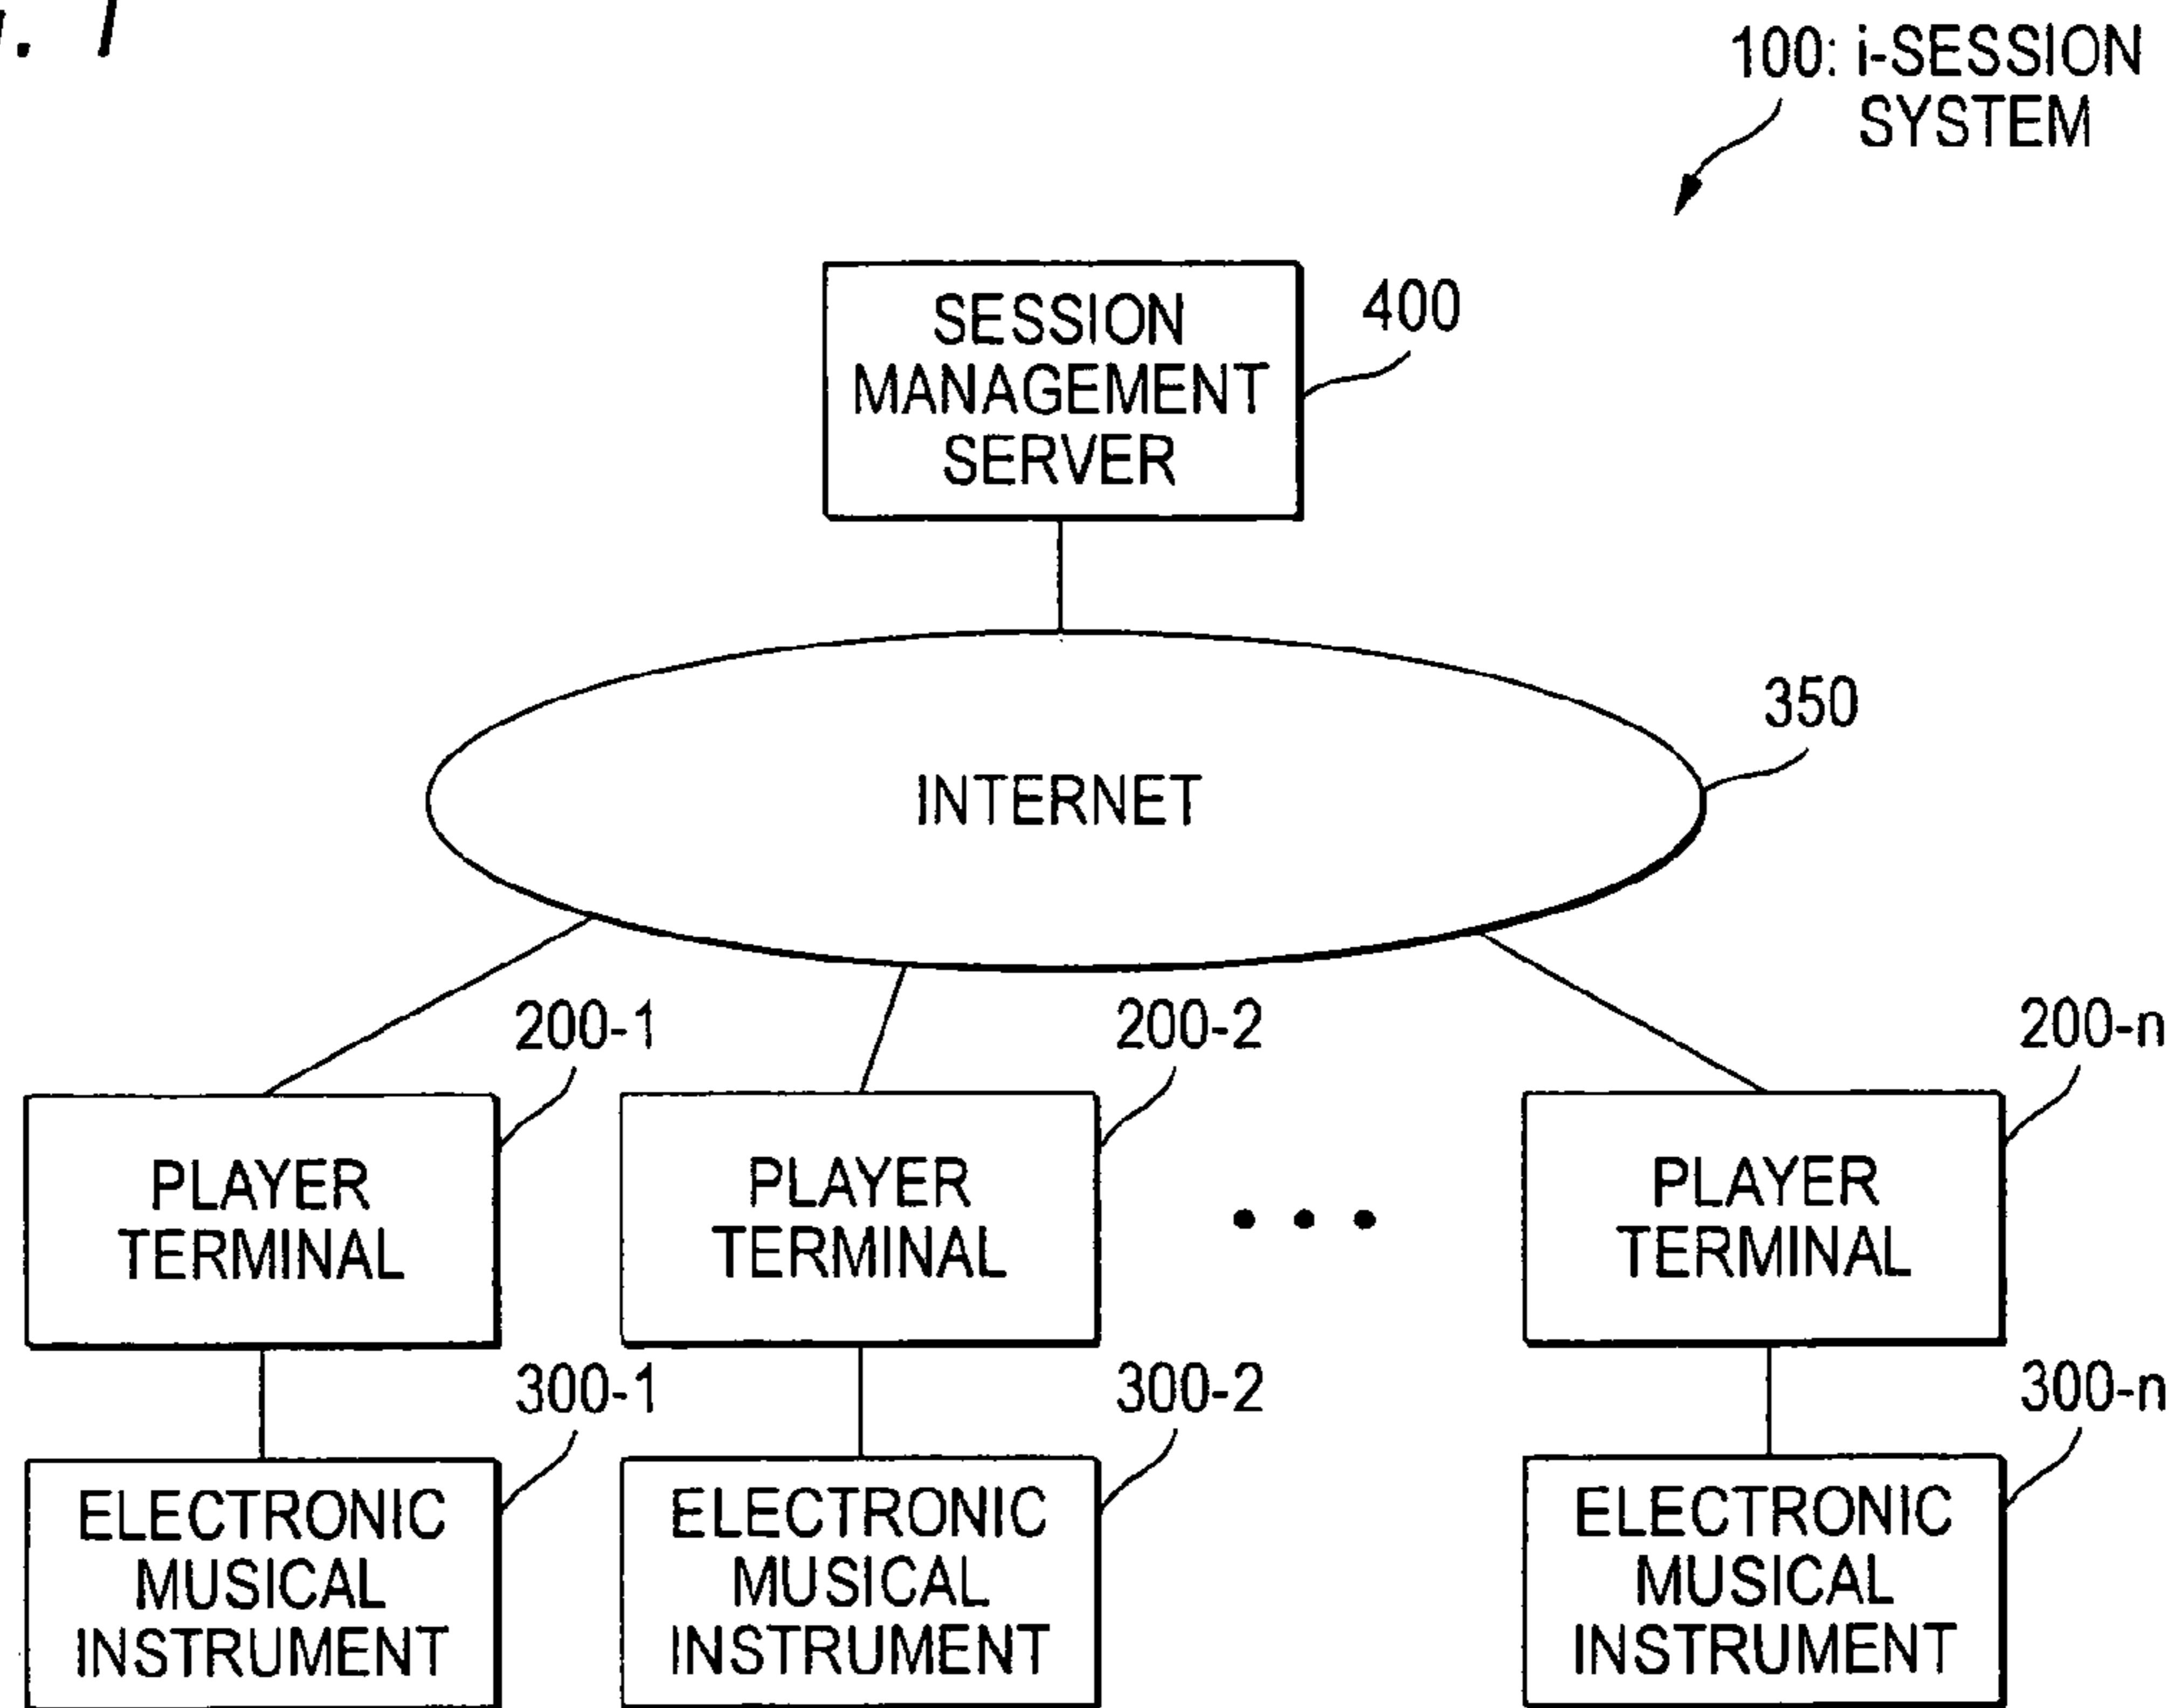 . 1
100: i-SESSION
SYSTEM
SESSION
MANAGEMENT
SERVER
400
INTERNET
350
200-1
200-2
200-n
PLAYER
TERMINAL
PLAYER
TERMINAL
• • •
PLAYER
TERMINAL
300-1
300-2
300-n
ELECTRONIC
MUSICAL
INSTRUMENT
ELECTRONIC
MUSICAL
INSTRUMENT
ELECTRONIC
MUSICAL
INSTRUMENT